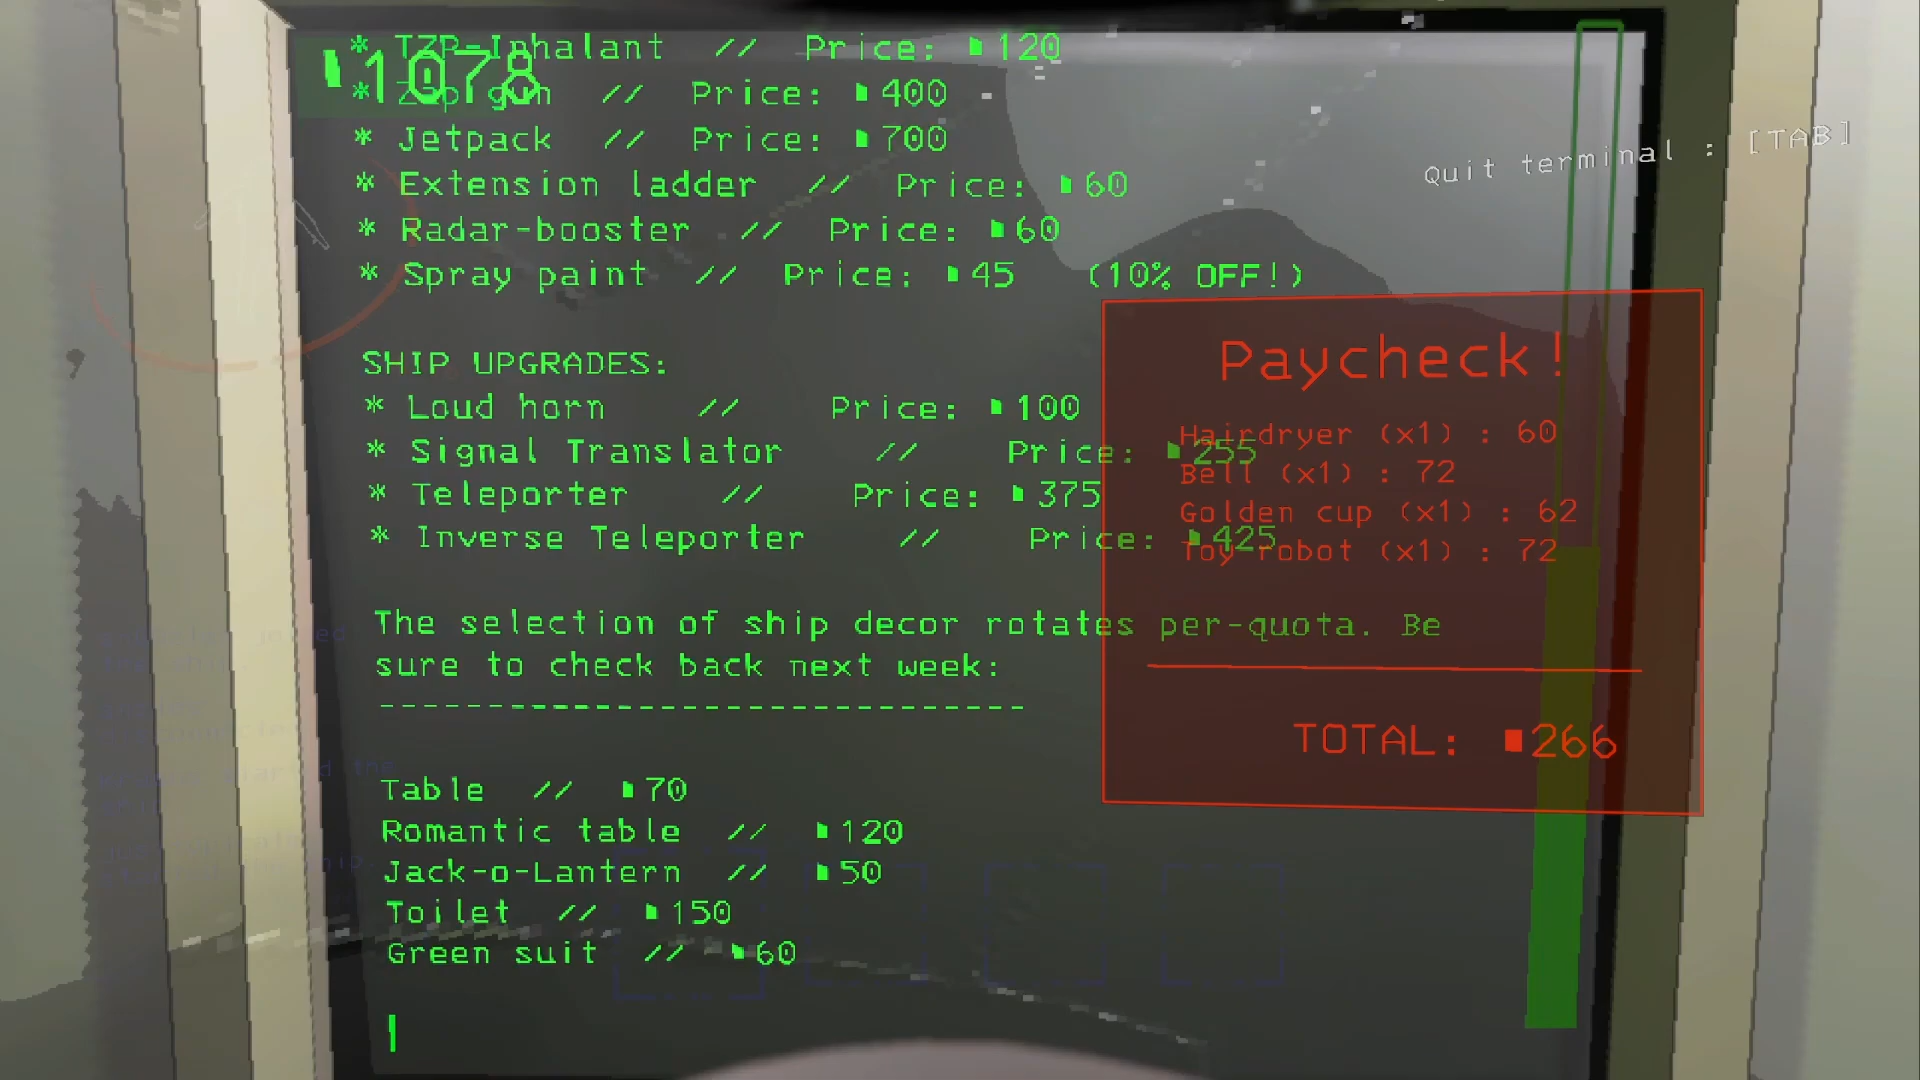 * TZP-Inhalant // Price: ▮120
▮1078
* Zap gun // Price: ▮400
* Jetpack // Price: ▮700
Quit terminal : [TAB]
* Extension ladder // Price: ▮60
* Radar-booster // Price: ▮60
* Spray paint // Price: ▮45 (10% OFF!)
SHIP UPGRADES:
* Loud horn // Price: ▮100
* Signal Translator // Price: ▮255
* Teleporter // Price: ▮375
* Inverse Teleporter // Price: ▮425
The selection of ship decor rotates per-quota. Be
sure to check back next week:
------------------------------
Table // ▮70
Romantic table // ▮120
Jack-o-Lantern // ▮50
Toilet // ▮150
Green suit // ▮60
Paycheck!
Hairdryer (x1) : 60
Bell (x1) : 72
Golden cup (x1) : 62
Toy robot (x1) : 72
TOTAL: ▮266